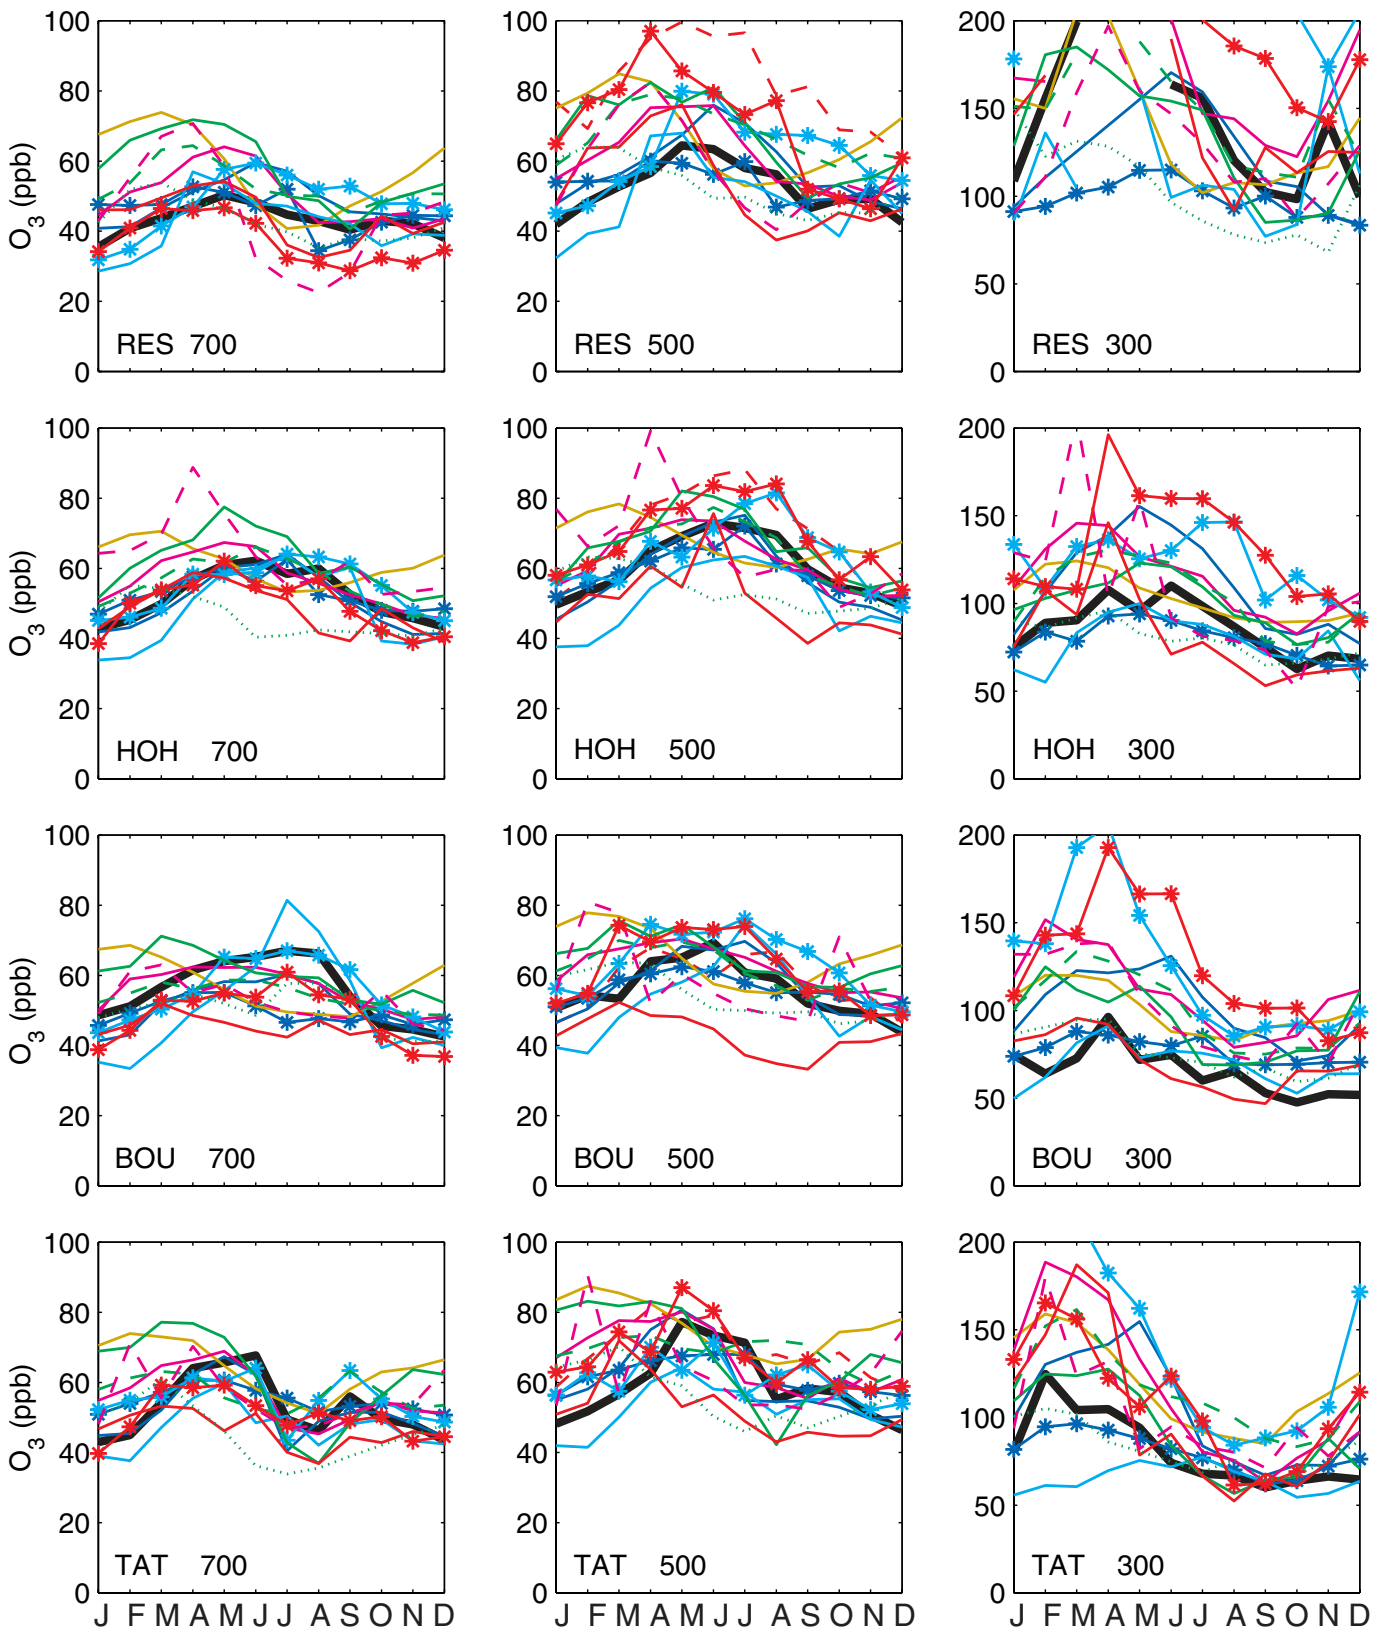 100 100 200
80 80 150
60 60
O3 (ppb) 100
40 40
20 20 50
RES 700 RES 500 RES 300
0 0 0
100 100 200
80 80 150
60 60
O3 (ppb) 100
40 40
20 20 50
HOH 700 HOH 500 HOH 300
0 0 0
100 100 200
80 80 150
60 60
O3 (ppb) 100
40 40
20 20 50
BOU 700 BOU 500 BOU 300
0 0 0
100 100 200
80 80 150
60 60
O3 (ppb) 100
40 40
20 20 50
TAT 700 TAT 500 TAT 300
0 0 0
J F M A M J J A S O N D J F M A M J J A S O N D J F M A M J J A S O N D